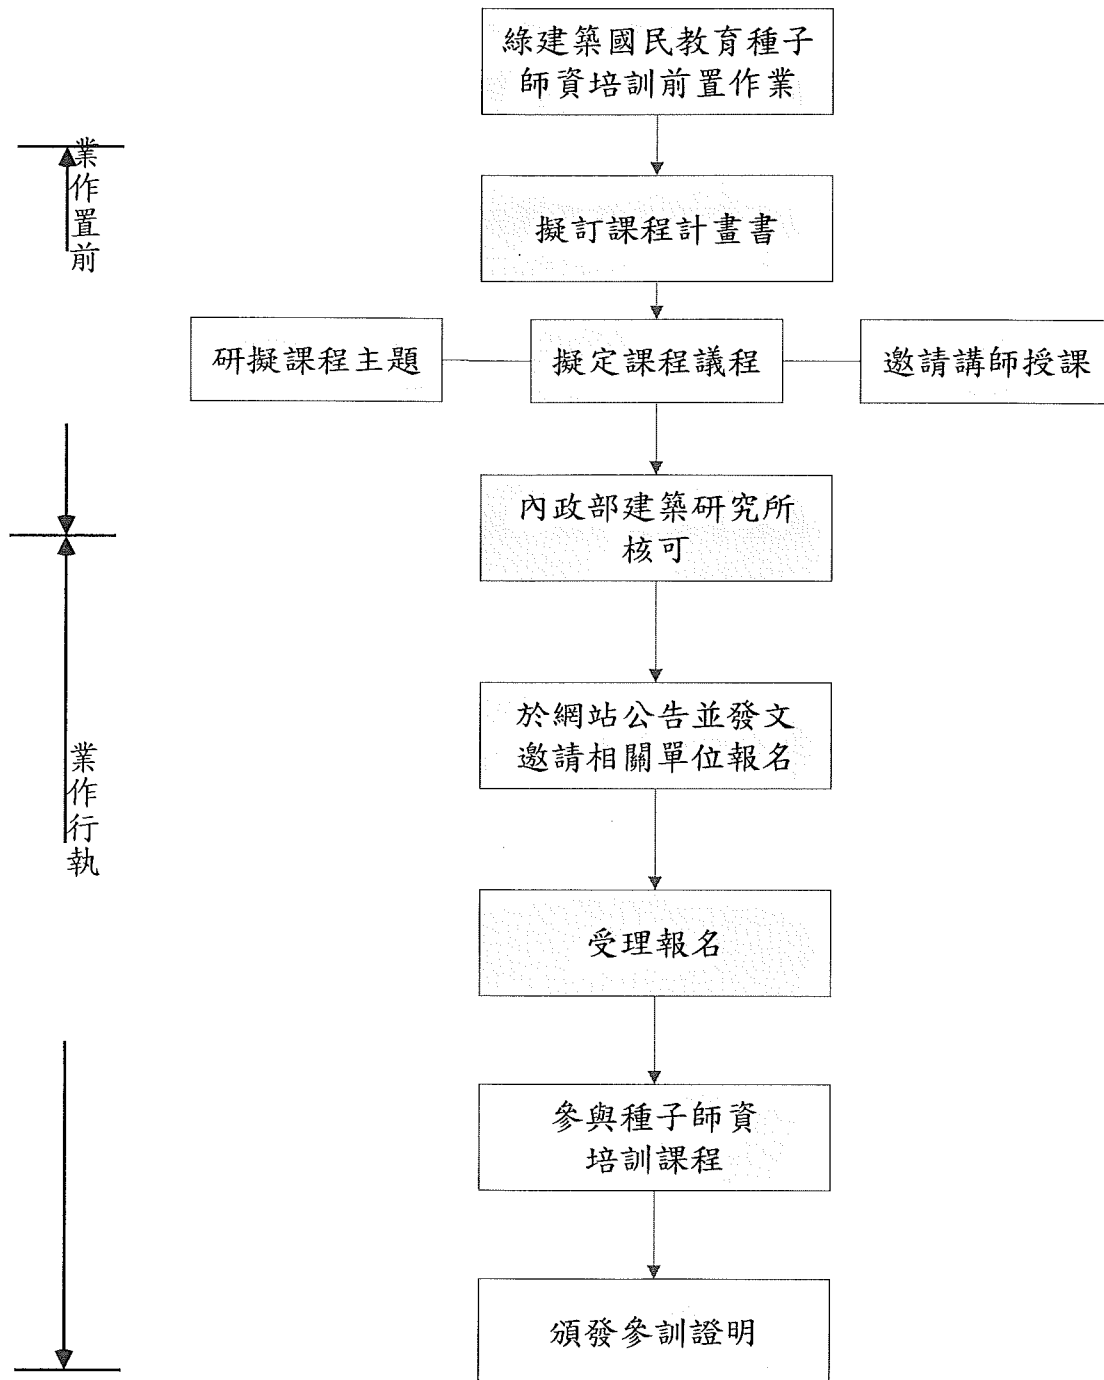 綠建築國民教育種子
師資培訓前置作業
業作置前
擬訂課程計畫書
研擬課程主題
擬定課程議程
邀請講師授課
內政部建築研究所
核可
於網站公告並發文
邀請相關單位報名
業作行執
受理報名
參與種子師資
培訓課程
頒發參訓證明